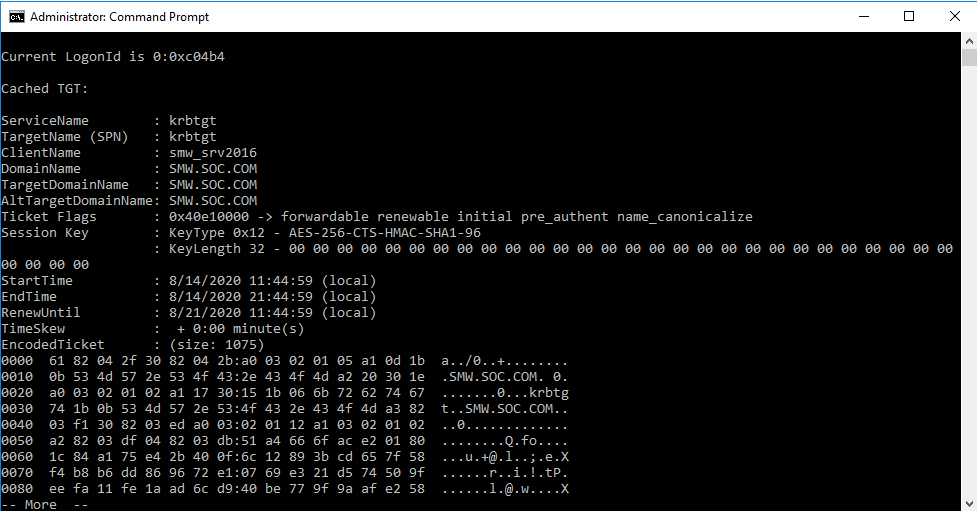 Administrator: Command Prompt
Current LogonId is 0:0xc04b4
Cached TGT:
ServiceName        : krbtgt
TargetName (SPN)   : krbtgt
ClientName         : smw_srv2016
DomainName         : SMW.SOC.COM
TargetDomainName   : SMW.SOC.COM
AltTargetDomainName: SMW.SOC.COM
Ticket Flags       : 0x40e10000 -> forwardable renewable initial pre_authent name_canonicalize
Session Key        : KeyType 0x12 - AES-256-CTS-HMAC-SHA1-96
                   : KeyLength 32 - 00 00 00 00 00 00 00 00 00 00 00 00 00 00 00 00 00 00 00 00 00 00 00 00 00 00 00 00
00 00 00 00
StartTime          : 8/14/2020 11:44:59 (local)
EndTime            : 8/14/2020 21:44:59 (local)
RenewUntil         : 8/21/2020 11:44:59 (local)
TimeSkew           :  + 0:00 minute(s)
EncodedTicket      : (size: 1075)
0000  61 82 04 2f 30 82 04 2b:a0 03 02 01 05 a1 0d 1b  a../0..+........
0010  0b 53 4d 57 2e 53 4f 43:2e 43 4f 4d a2 20 30 1e  .SMW.SOC.COM. 0.
0020  a0 03 02 01 02 a1 17 30:15 1b 06 6b 72 62 74 67  .......0...krbtg
0030  74 1b 0b 53 4d 57 2e 53:4f 43 2e 43 4f 4d a3 82  t..SMW.SOC.COM..
0040  03 f1 30 82 03 ed a0 03:02 01 12 a1 03 02 01 02  ..0.............
0050  a2 82 03 df 04 82 03 db:51 a4 66 6f ac e2 01 80  ........Q.fo....
0060  1c 84 a1 75 e4 2b 40 0f:6c 12 89 3b cd 65 7f 58  ...u.+@.l..;.e.X
0070  f4 b8 b6 dd 86 96 72 e1:07 69 e3 21 d5 74 50 9f  ......r..i.!.tP.
0080  ee fa 11 fe 1a ad 6c d9:40 be 77 9f 9a af e2 58  ......l.@.w....X
-- More  --